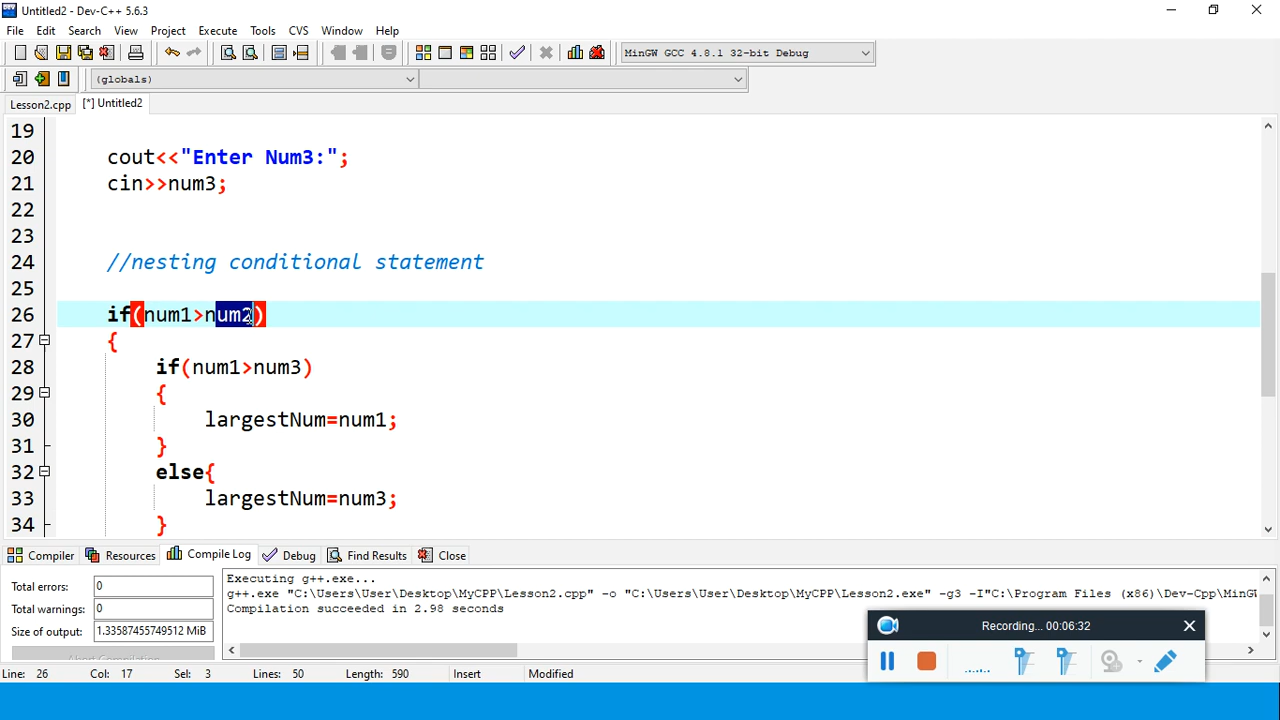 Untitled2 - Dev-C++ 5.6.3
File Edit Search View Project Execute Tools CVS Window Help
MinGW GCC 4.8.1 32-bit Debug
(globals)
Lesson2.cpp [*] Untitled2
19
20 cout<<"Enter Num3:";
21 cin>>num3;
22
23
24 //nesting conditional statement
25
26 if(num1>num2)
27 {
28 if(num1>num3)
29 {
30 largestNum=num1;
31 }
32 else{
33 largestNum=num3;
34 }
Compiler Resources Compile Log Debug Find Results Close
Total errors: 0
Total warnings: 0
Size of output: 1.33587455749512 MiB
Abort Compilation
Executing g++.exe...
g++.exe "C:\Users\User\Desktop\MyCPP\Lesson2.cpp" -o "C:\Users\User\Desktop\MyCPP\Lesson2.exe" -g3 -I"C:\Program Files (x86)\Dev-Cpp\MinGW
Compilation succeeded in 2.98 seconds
Recording... 00:06:32
Line: 26 Col: 17 Sel: 3 Lines: 50 Length: 590 Insert Modified